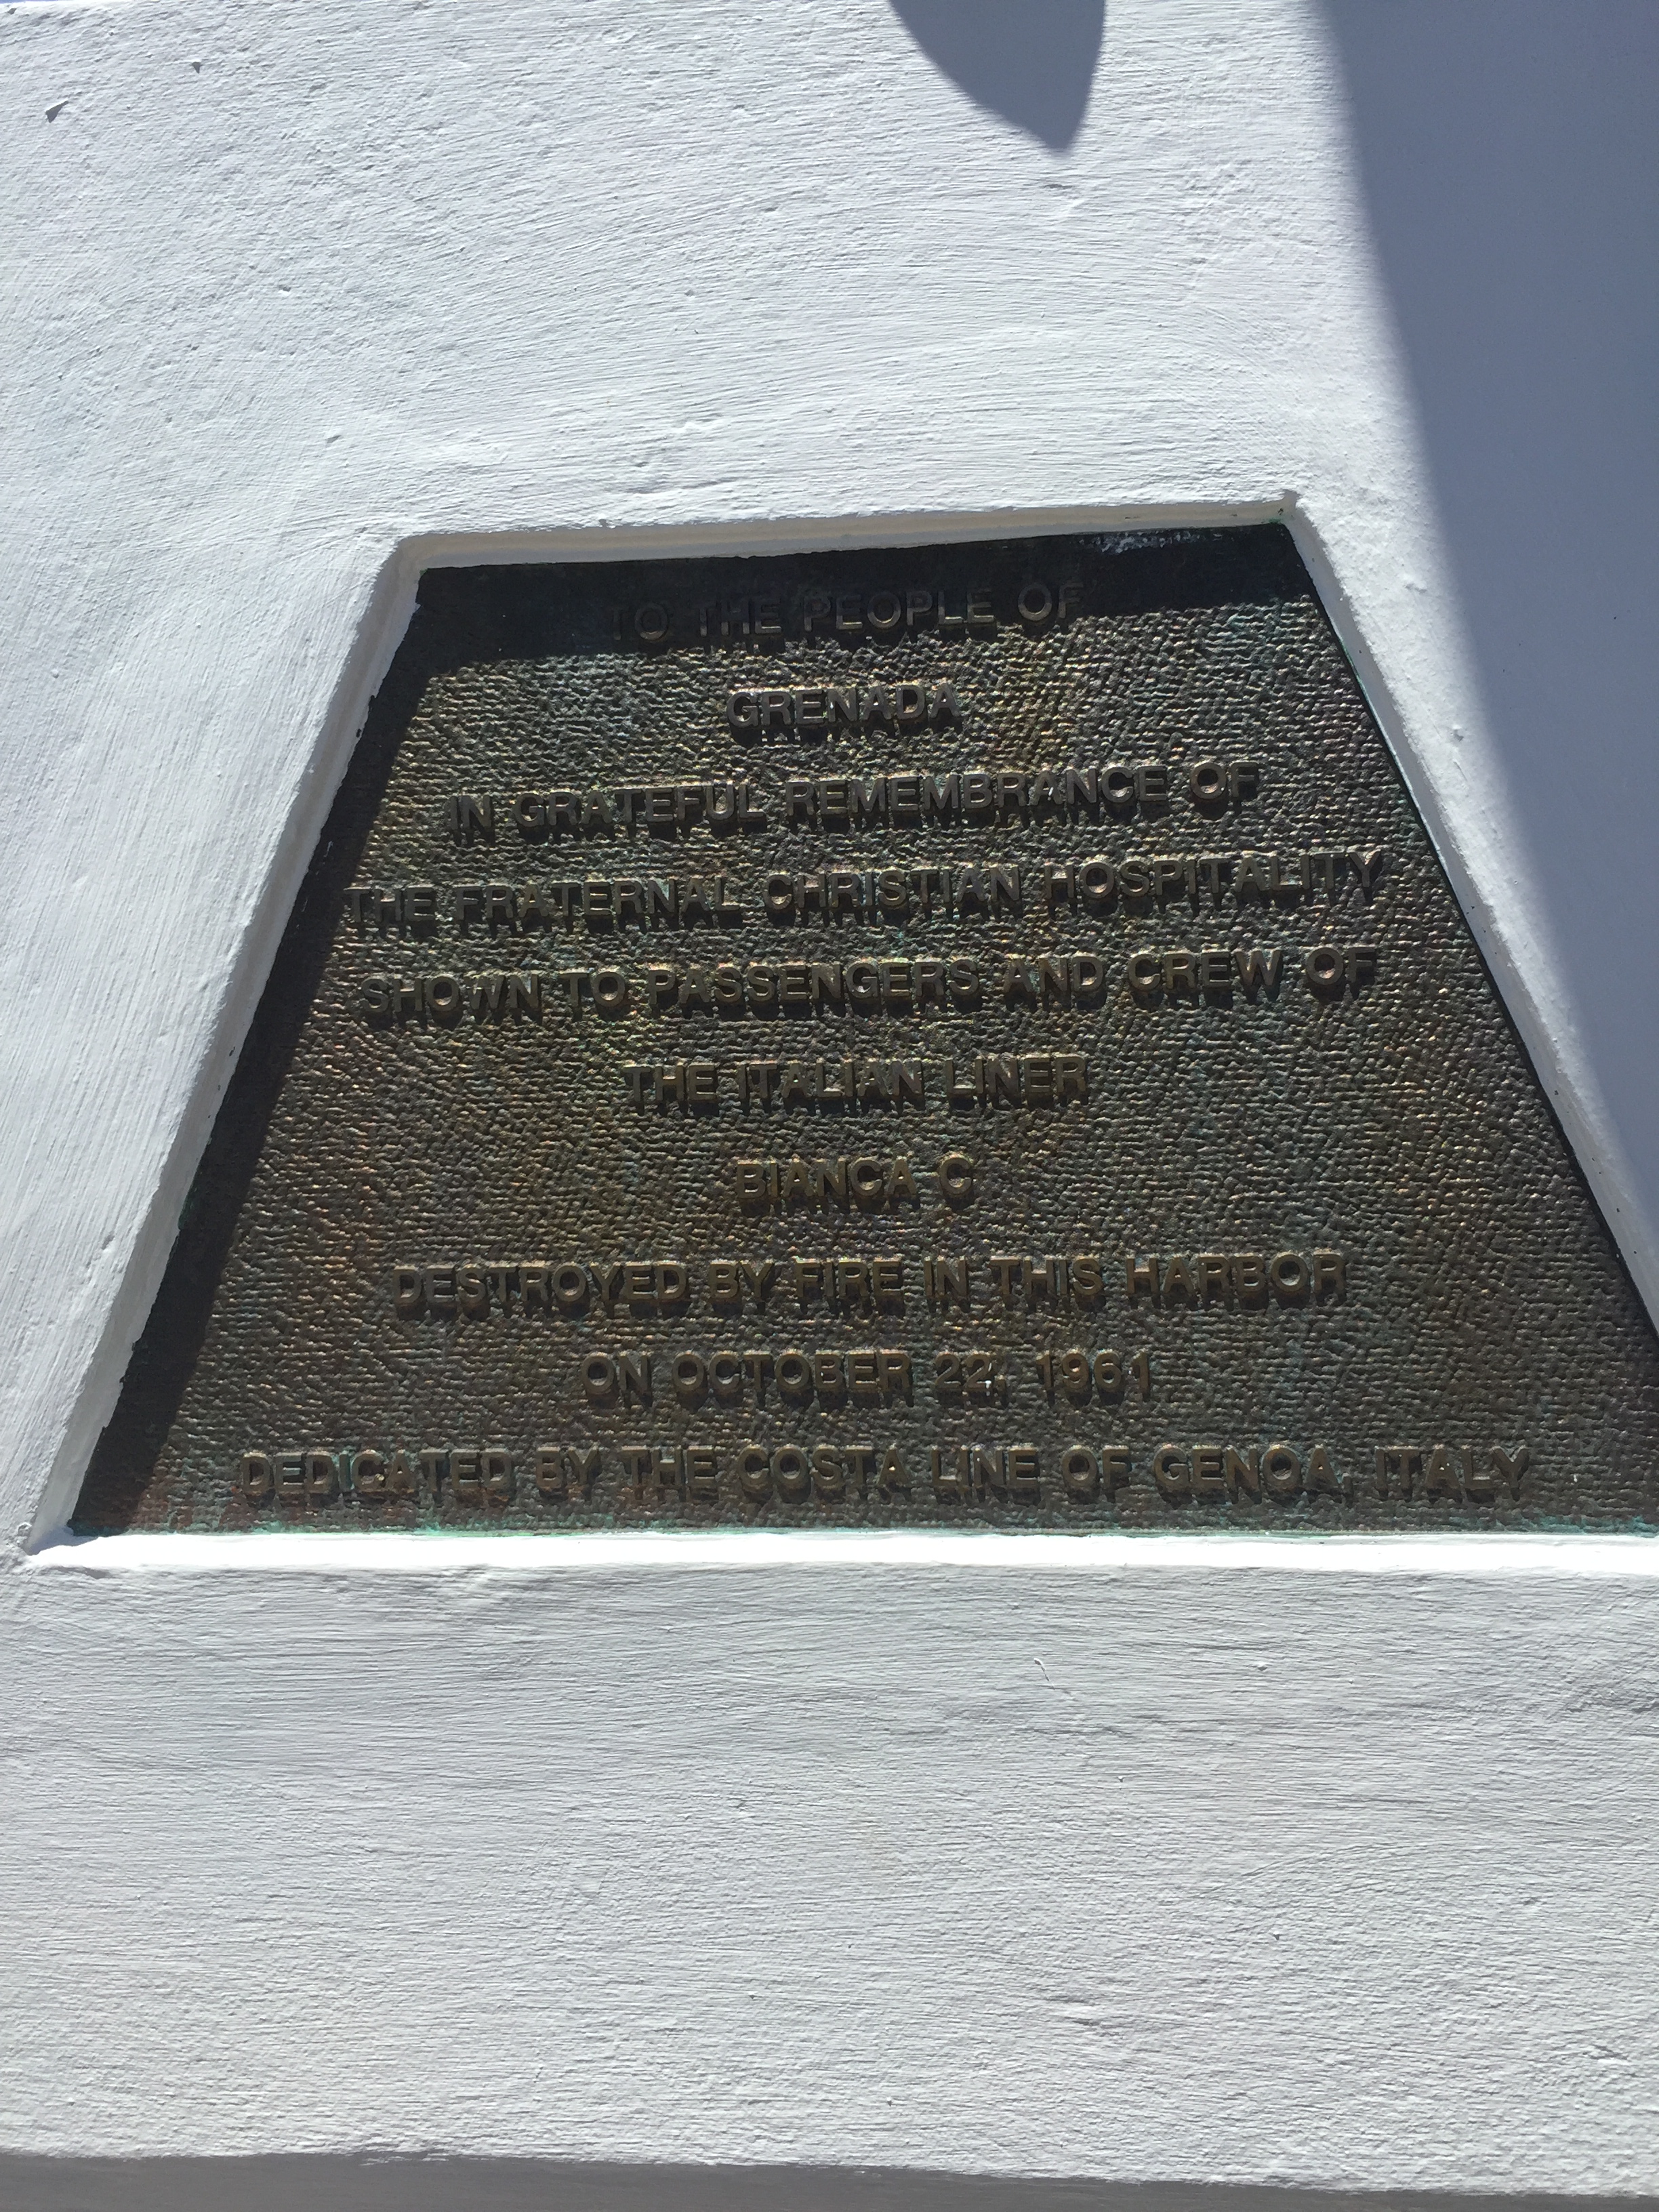 TO THE PEOPLE OF
GRENADA
IN GRATEFUL REMEMBRANCE OF
THE FRATERNAL CHRISTIAN HOSPITALITY
SHOWN TO PASSENGERS AND CREW OF
THE ITALIAN LINER
BIANCA C
DESTROYED BY FIRE IN THIS HARBOR
ON OCTOBER 22, 1961
DEDICATED BY THE COSTA LINE OF GENOA, ITALY